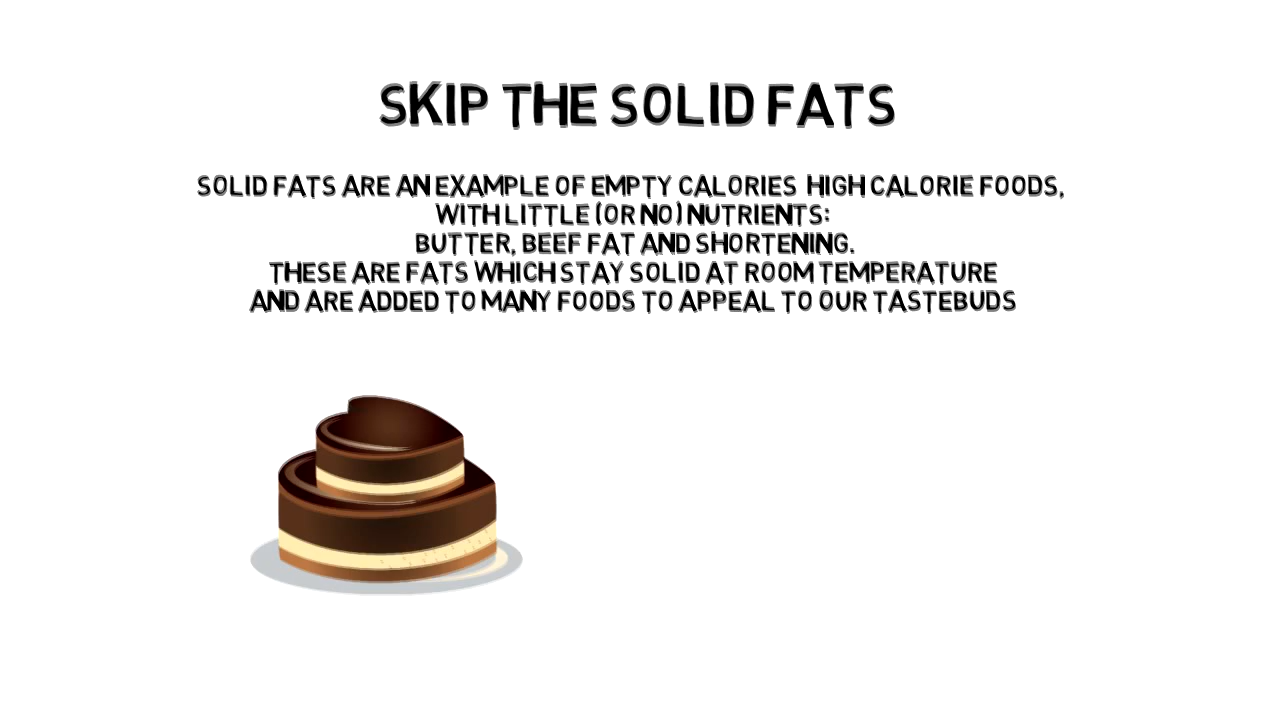 SKIP THE SOLID FATS
SOLID FATS ARE AN EXAMPLE OF EMPTY CALORIES HIGH CALORIE FOODS,
WITH LITTLE (OR NO) NUTRIENTS:
BUTTER, BEEF FAT AND SHORTENING.
THESE ARE FATS WHICH STAY SOLID AT ROOM TEMPERATURE
AND ARE ADDED TO MANY FOODS TO APPEAL TO OUR TASTEBUDS